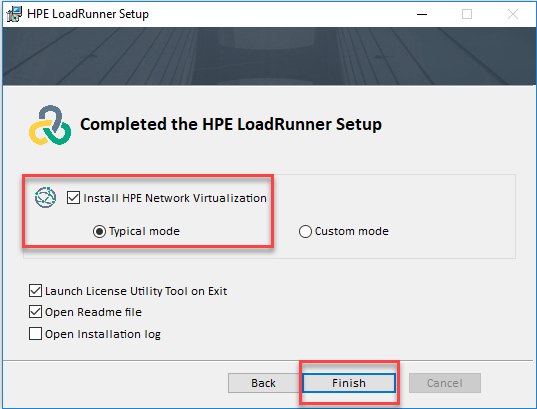 HPE LoadRunner Setup
Completed the HPE LoadRunner Setup
Install HPE Network Virtualization
Typical mode Custom mode
Launch License Utility Tool on Exit
Open Readme file
Open Installation log
Back Finish Cancel